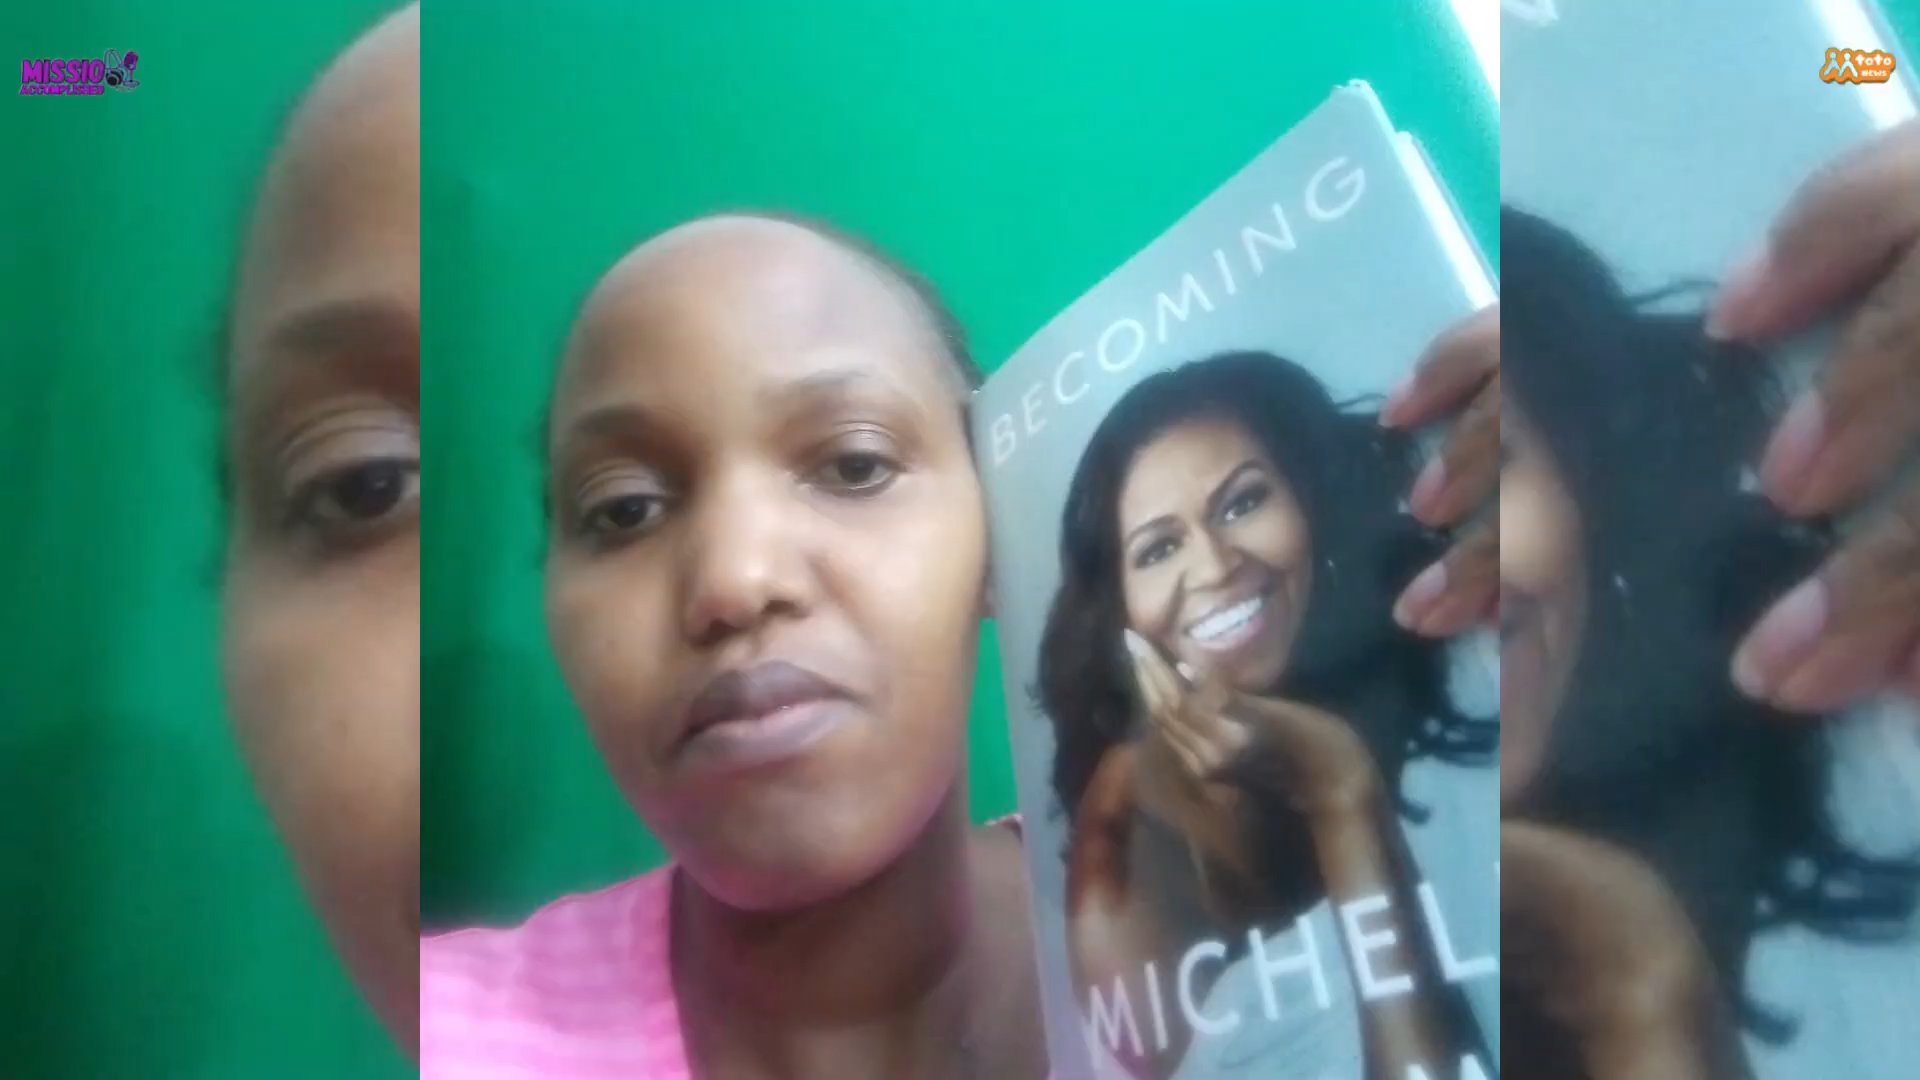 MISSIO
ACCOMPLISHED
toto
NEWS
BECOMING
MICHEL